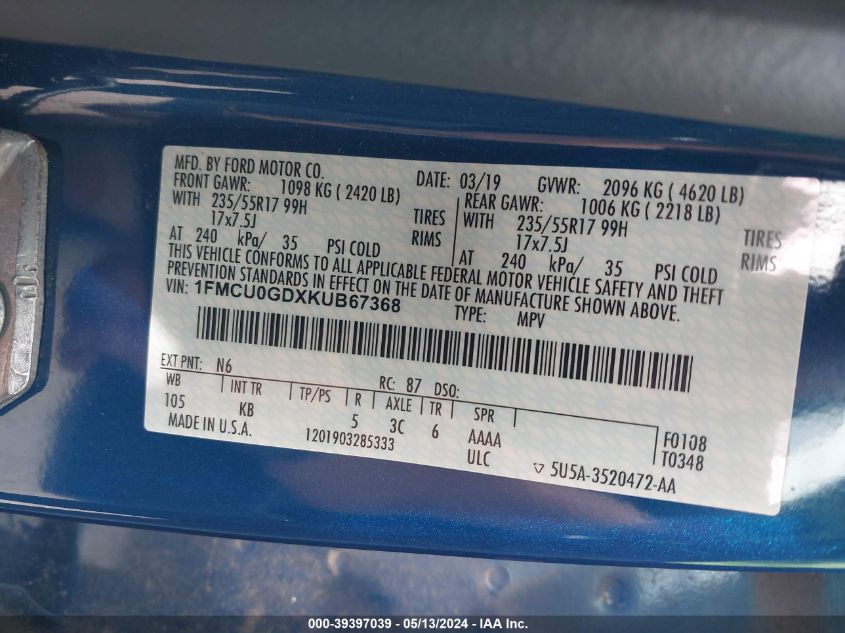 MFD. BY FORD MOTOR CO. DATE: 03/19 GVWR: 2096 KG ( 4620 LB)
FRONT GAWR: 1098 KG ( 2420 LB) REAR GAWR: 1006 KG ( 2218 LB)
WITH 235/55R17 99H TIRES WITH 235/55R17 99H TIRES
17x7.5J RIMS 17x7.5J RIMS
AT 240 kPa/ 35 PSI COLD AT 240 kPa/ 35 PSI COLD
THIS VEHICLE CONFORMS TO ALL APPLICABLE FEDERAL MOTOR VEHICLE SAFETY AND THEFT
PREVENTION STANDARDS IN EFFECT ON THE DATE OF MANUFACTURE SHOWN ABOVE.
VIN: 1FMCU0GDXKUB67368 TYPE: MPV
EXT PNT: N6 RC: 87 DSO:
WB INT TR TP/PS R AXLE TR SPR
105 KB 5 3C 6 AAAA F0108
MADE IN U.S.A. 1201903285333 ULC T0348
▽ 5U5A-3520472-AA
000-39397039 - 05/13/2024 - IAA Inc.